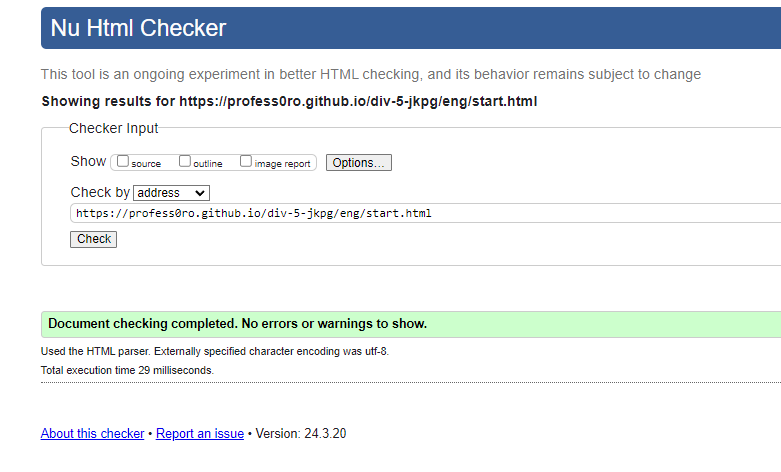 Nu Html Checker
This tool is an ongoing experiment in better HTML checking, and its behavior remains subject to change
Showing results for https://profess0ro.github.io/div-5-jkpg/eng/start.html
Checker Input
Show source outline image report Options...
Check by address
https://profess0ro.github.io/div-5-jkpg/eng/start.html
Check
Document checking completed. No errors or warnings to show.
Used the HTML parser. Externally specified character encoding was utf-8.
Total execution time 29 milliseconds.
About this checker • Report an issue • Version: 24.3.20